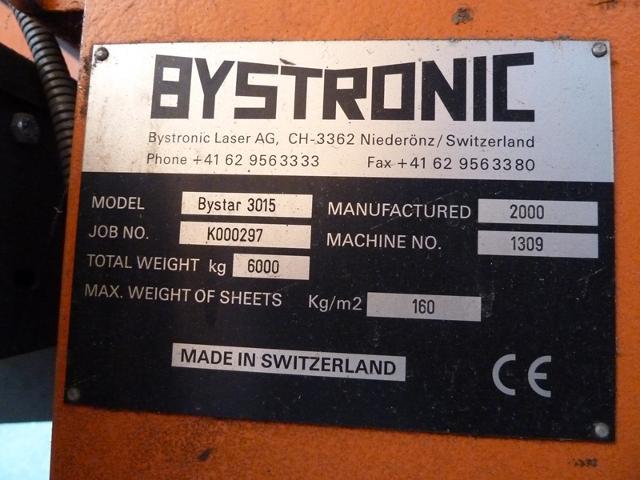 BYSTRONIC
Bystronic Laser AG, CH-3362 Niederönz/Switzerland
Phone +41 62 9563333 Fax +41 62 9563380
MODEL Bystar 3015 MANUFACTURED 2000
JOB NO. K000297 MACHINE NO. 1309
TOTAL WEIGHT kg 6000
MAX. WEIGHT OF SHEETS Kg/m2 160
MADE IN SWITZERLAND CE